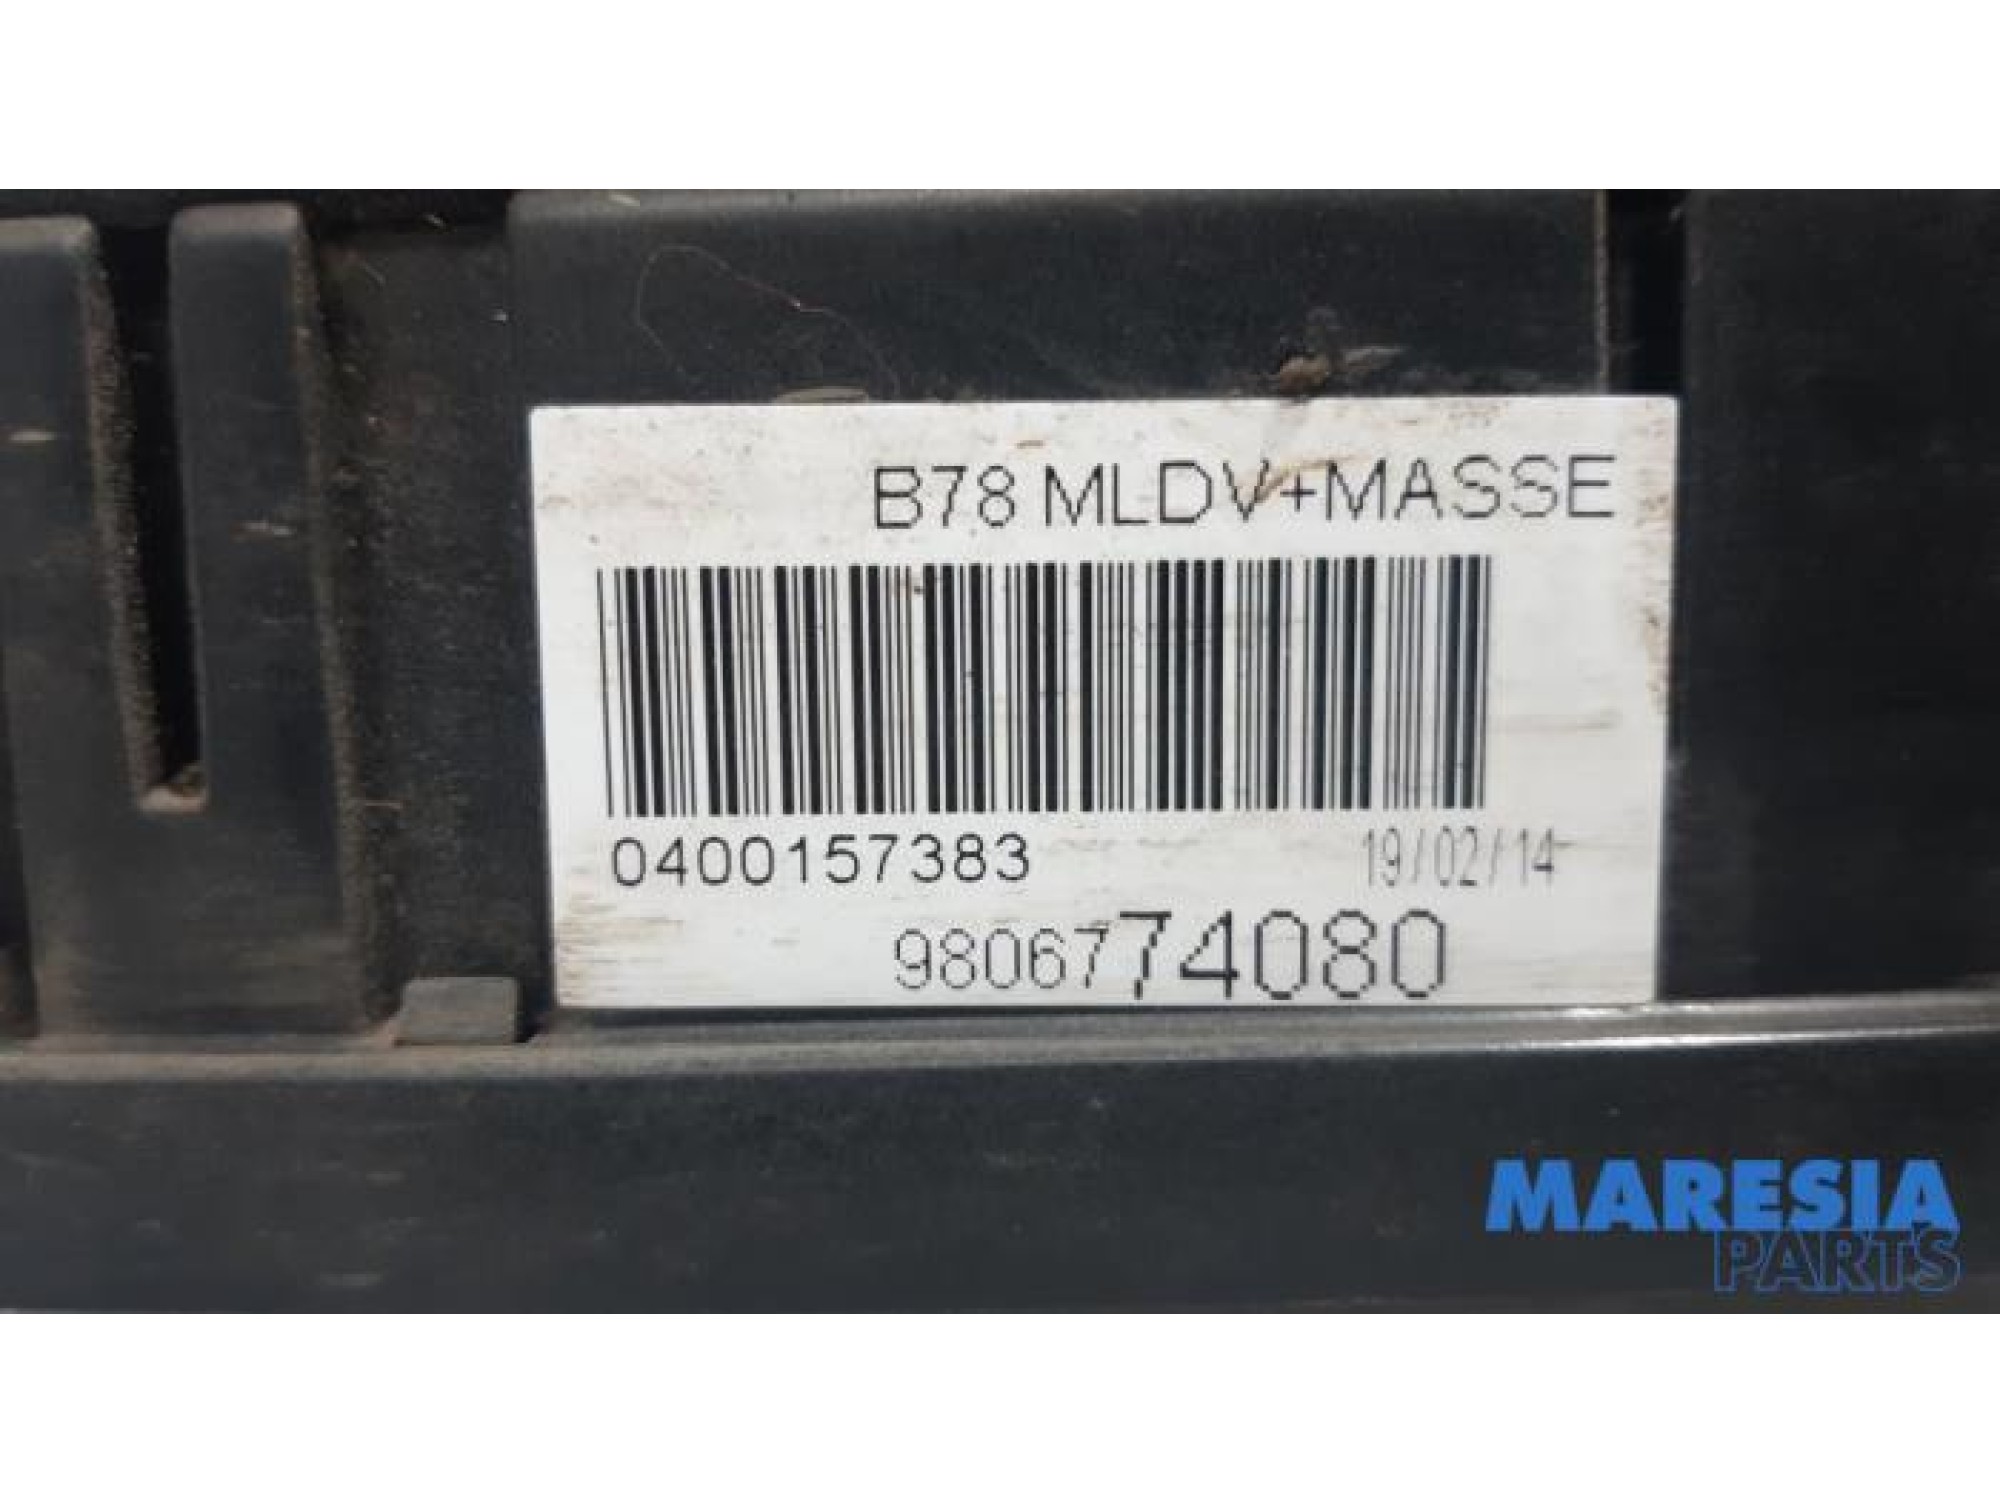 B78 MLDV+MASSE
0400157383 19/02/14
9806774080
MARESIA
PARTS